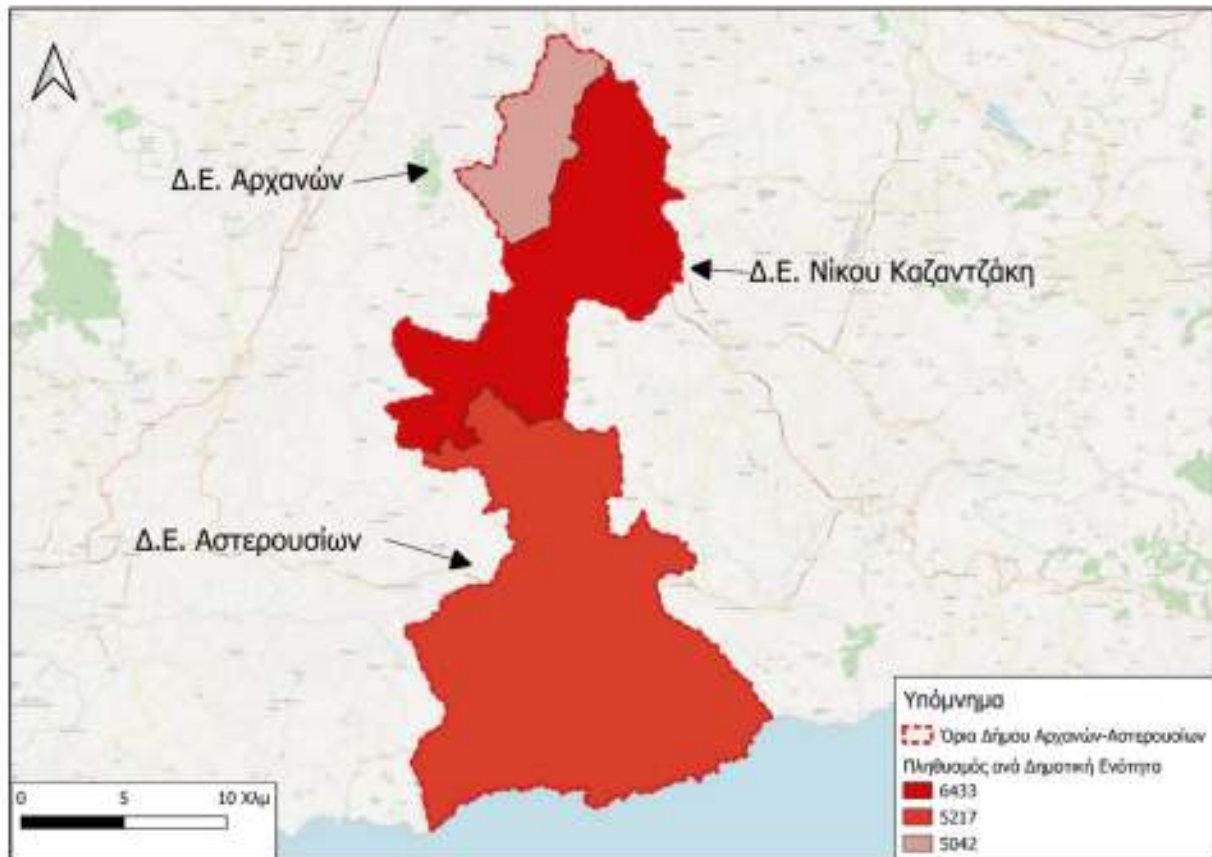 Δ.Ε. Αρχανών
Δ.Ε. Νίκου Καζαντζάκη
Δ.Ε. Αστερουσίων
Υπόμνημα
Όρια Δήμου Αρχανών-Αστερουσίων
Πληθυσμός ανά Δημοτική Ενότητα
6433
5217
5042
0 5 10 Χλμ